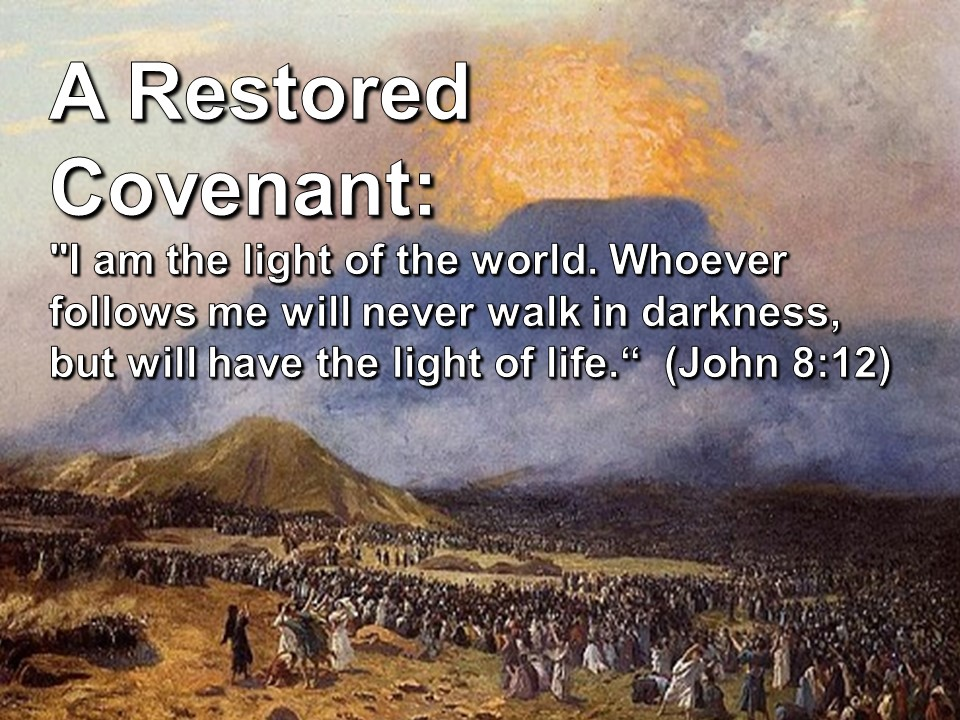 A Restored
Covenant:
"I am the light of the world. Whoever
follows me will never walk in darkness,
but will have the light of life.“ (John 8:12)